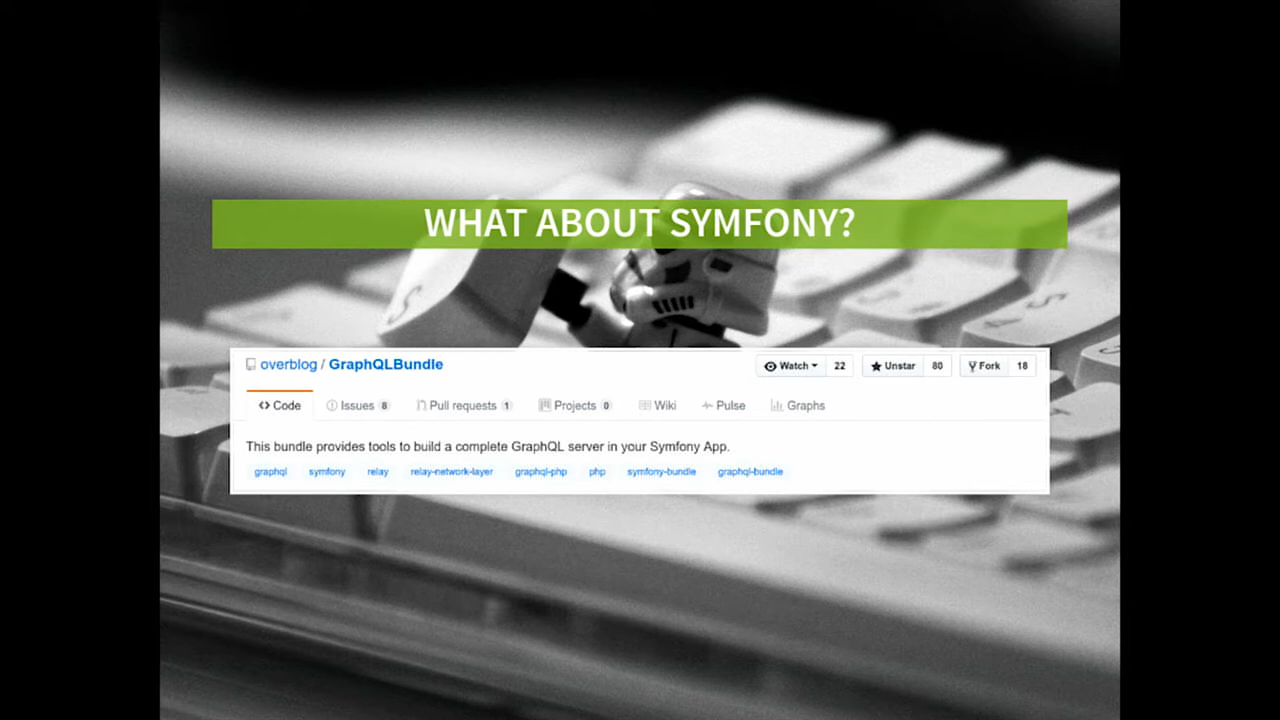 WHAT ABOUT SYMFONY?
overblog / GraphQLBundle Watch 22 Unstar 80 Fork 18
Code Issues 8 Pull requests 1 Projects 0 Wiki Pulse Graphs
This bundle provides tools to build a complete GraphQL server in your Symfony App.
graphql symfony relay relay-network-layer graphql-php php symfony-bundle graphql-bundle